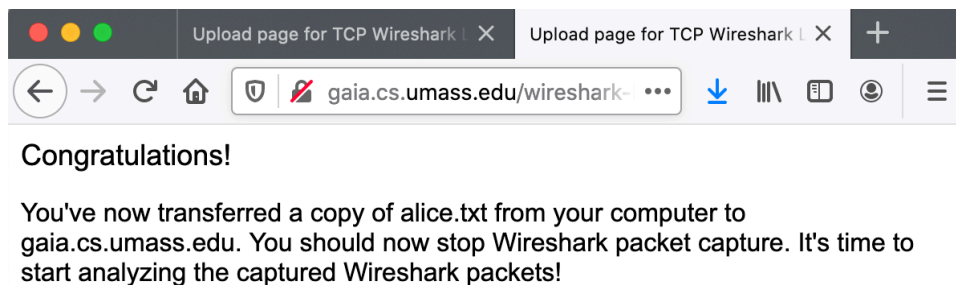 Upload page for TCP Wireshark L Upload page for TCP Wireshark L
gaia.cs.umass.edu/wireshark-
Congratulations!
You've now transferred a copy of alice.txt from your computer to
gaia.cs.umass.edu. You should now stop Wireshark packet capture. It's time to
start analyzing the captured Wireshark packets!